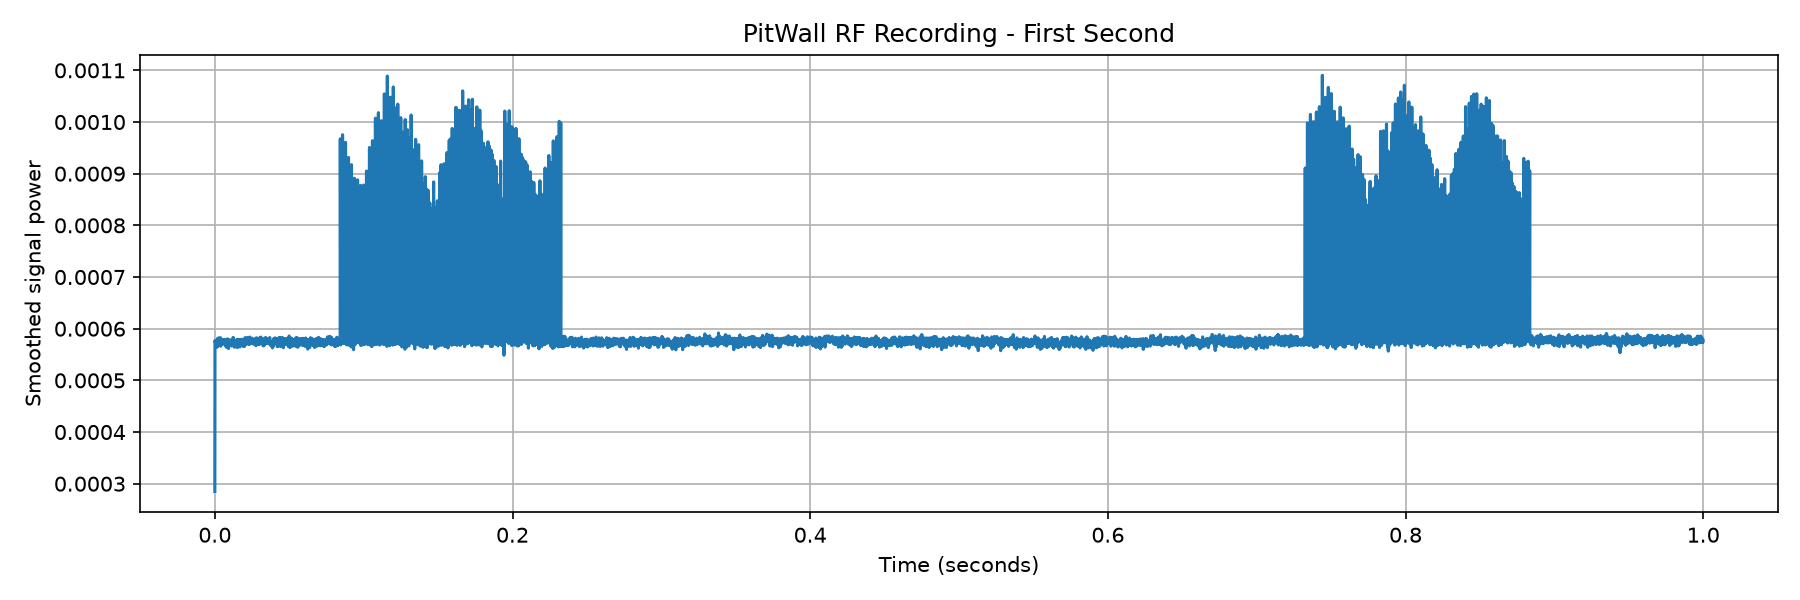 PitWall RF Recording - First Second
Smoothed signal power
0.0011
0.0010
0.0009
0.0008
0.0007
0.0006
0.0005
0.0004
0.0003
0.0 0.2 0.4 0.6 0.8 1.0
Time (seconds)